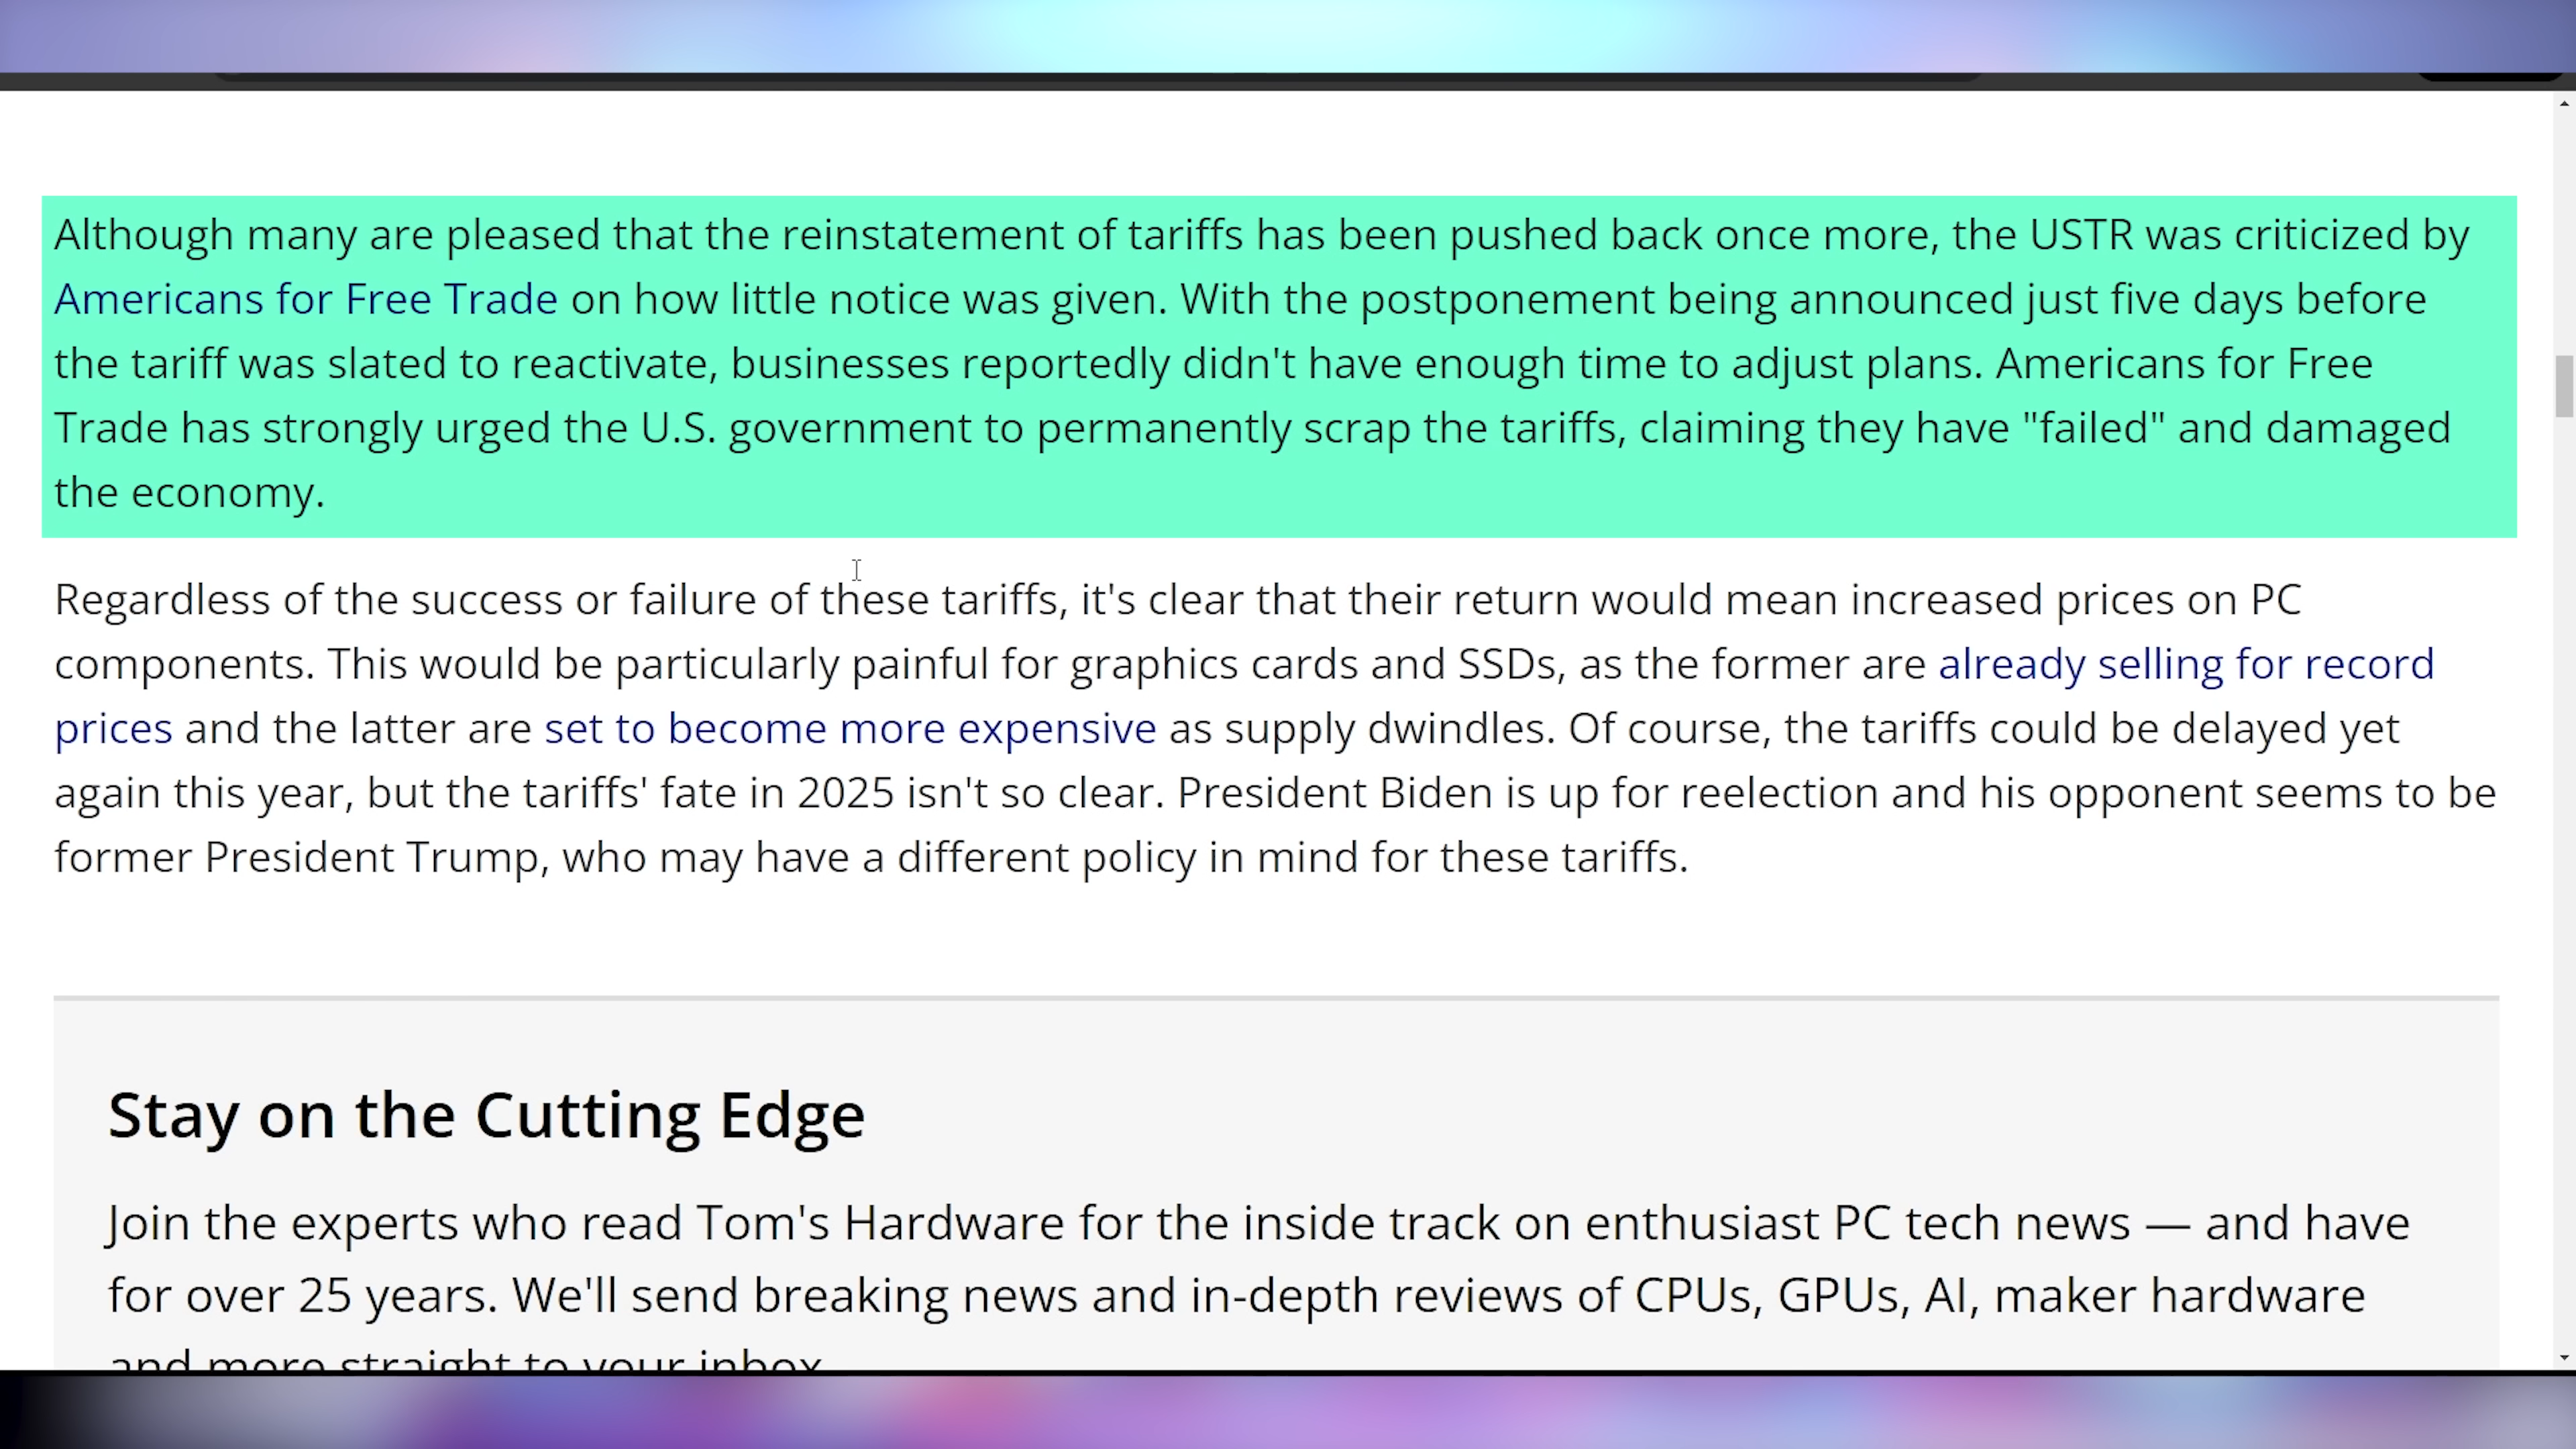 Although many are pleased that the reinstatement of tariffs has been pushed back once more, the USTR was criticized by
Americans for Free Trade on how little notice was given. With the postponement being announced just five days before
the tariff was slated to reactivate, businesses reportedly didn't have enough time to adjust plans. Americans for Free
Trade has strongly urged the U.S. government to permanently scrap the tariffs, claiming they have "failed" and damaged
the economy.
Regardless of the success or failure of these tariffs, it's clear that their return would mean increased prices on PC
components. This would be particularly painful for graphics cards and SSDs, as the former are already selling for record
prices and the latter are set to become more expensive as supply dwindles. Of course, the tariffs could be delayed yet
again this year, but the tariffs' fate in 2025 isn't so clear. President Biden is up for reelection and his opponent seems to be
former President Trump, who may have a different policy in mind for these tariffs.
Stay on the Cutting Edge
Join the experts who read Tom's Hardware for the inside track on enthusiast PC tech news — and have
for over 25 years. We'll send breaking news and in-depth reviews of CPUs, GPUs, AI, maker hardware
and more straight to your inbox.